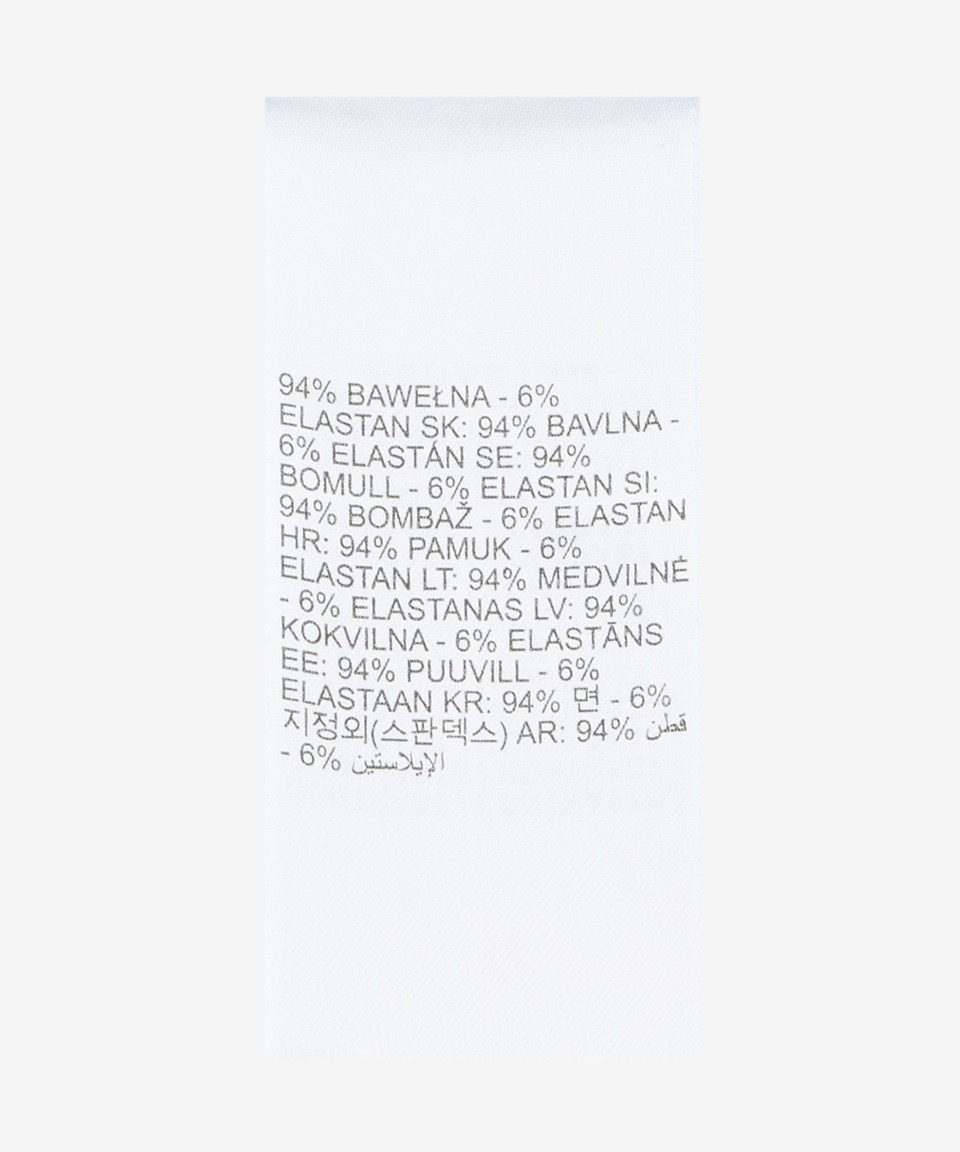 94% BAWEŁNA - 6%
ELASTAN SK: 94% BAVLNA -
6% ELASTÁN SE: 94%
BOMULL - 6% ELASTAN SI:
94% BOMBAŽ - 6% ELASTAN
HR: 94% PAMUK - 6%
ELASTAN LT: 94% MEDVILNĖ
- 6% ELASTANAS LV: 94%
KOKVILNA - 6% ELASTĀNS
EE: 94% PUUVILL - 6%
ELASTAAN KR: 94% 면 - 6%
지정외(스판덱스) AR: 94% قطن
- 6% الإيلاستين